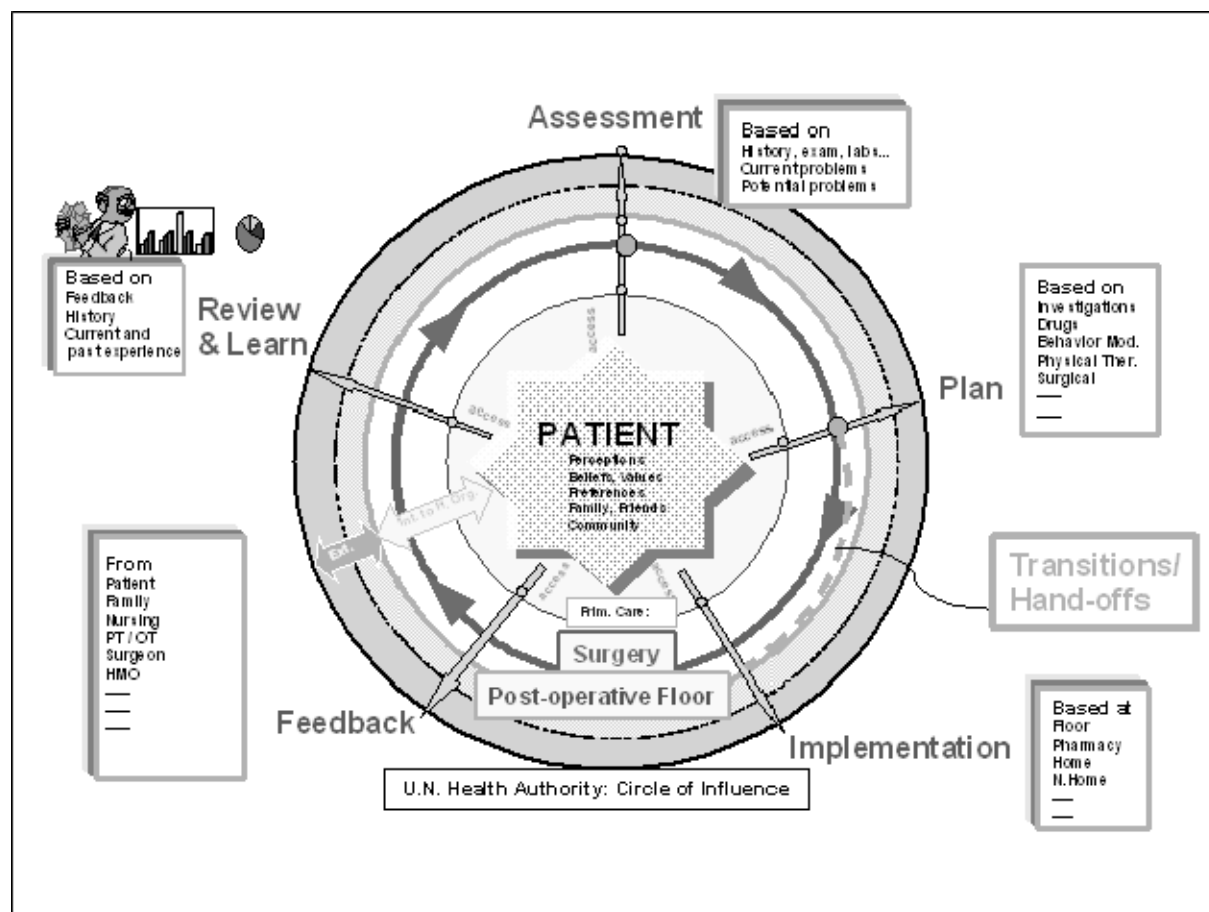 Assessment
Based on
History, exam, labs...
Current problems
Potential problems
Based on
Feedback
History
Current and
past experience
Review
& Learn
Based on
Investigations
Drugs
Behavior Mod.
Physical Ther.
Surgical
Plan
access
access
access
access
access
PATIENT
Perceptions
Beliefs, Values
Preferences
Family, Friends
Community
Int. to H. Org.
Ext.
From
Patient
Family
Nursing
PT / OT
Surgeon
HMO
Transitions/
Hand-offs
Prim. Care:
Surgery
Post-operative Floor
Feedback
Implementation
Based at
Floor
Pharmacy
Home
N.Home
U.N. Health Authority: Circle of Influence